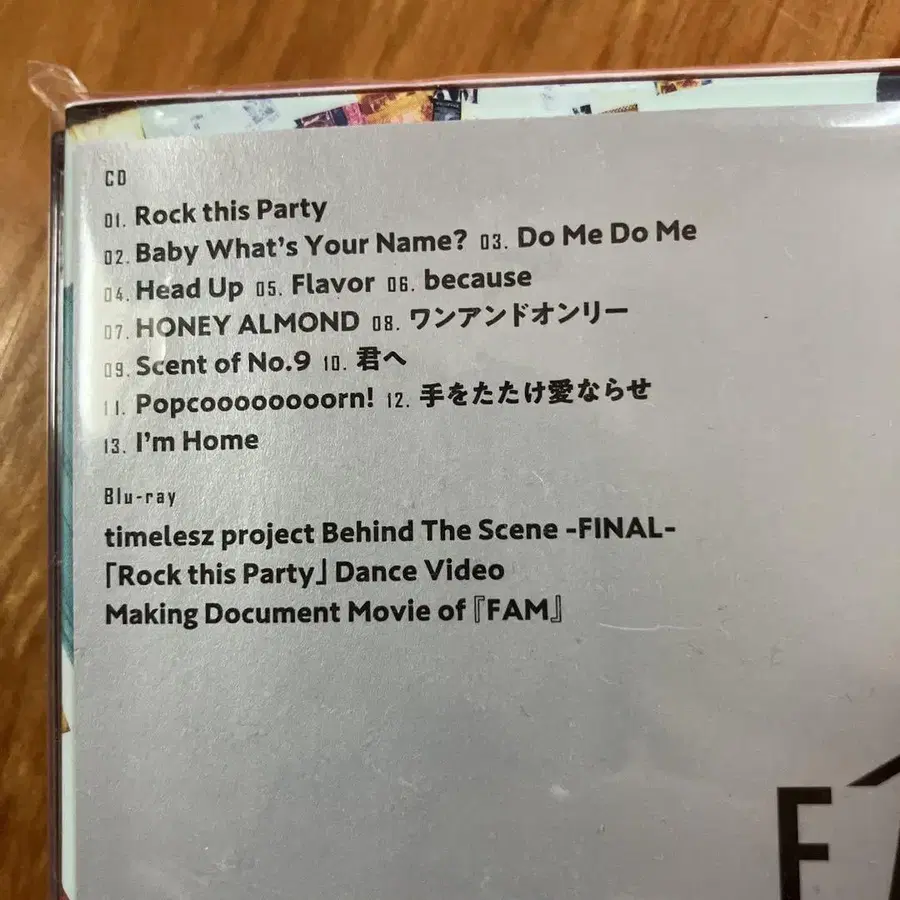 CD
01. Rock this Party
02. Baby What's Your Name? 03. Do Me Do Me
04. Head Up 05. Flavor 06. because
07. HONEY ALMOND 08. ワンアンドオンリー
09. Scent of No.9 10. 君へ
11. Popcoooooooorn! 12. 手をたたけ愛ならせ
13. I'm Home
Blu-ray
timelesz project Behind The Scene -FINAL-
「Rock this Party」Dance Video
Making Document Movie of『FAM』
F